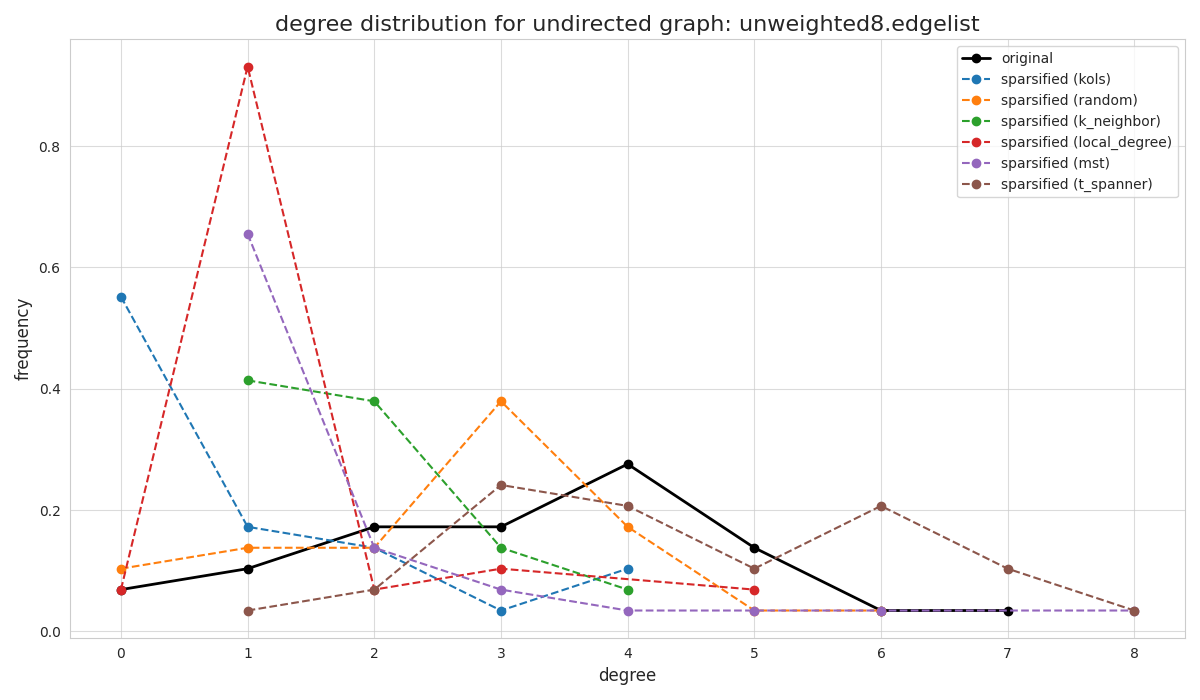 degree distribution for undirected graph: unweighted8.edgelist
original
sparsified (kols)
sparsified (random)
sparsified (k_neighbor)
sparsified (local_degree)
sparsified (mst)
sparsified (t_spanner)
frequency
0.8
0.6
0.4
0.2
0.0
0 1 2 3 4 5 6 7 8
degree